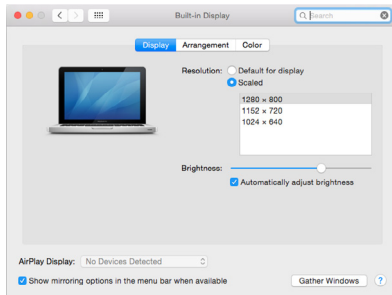 Built-in Display
Search
Display Arrangement Color
Resolution: Default for display
Scaled
1280 × 800
1152 × 720
1024 × 640
Brightness:
Automatically adjust brightness
AirPlay Display: No Devices Detected
Show mirroring options in the menu bar when available
Gather Windows ?